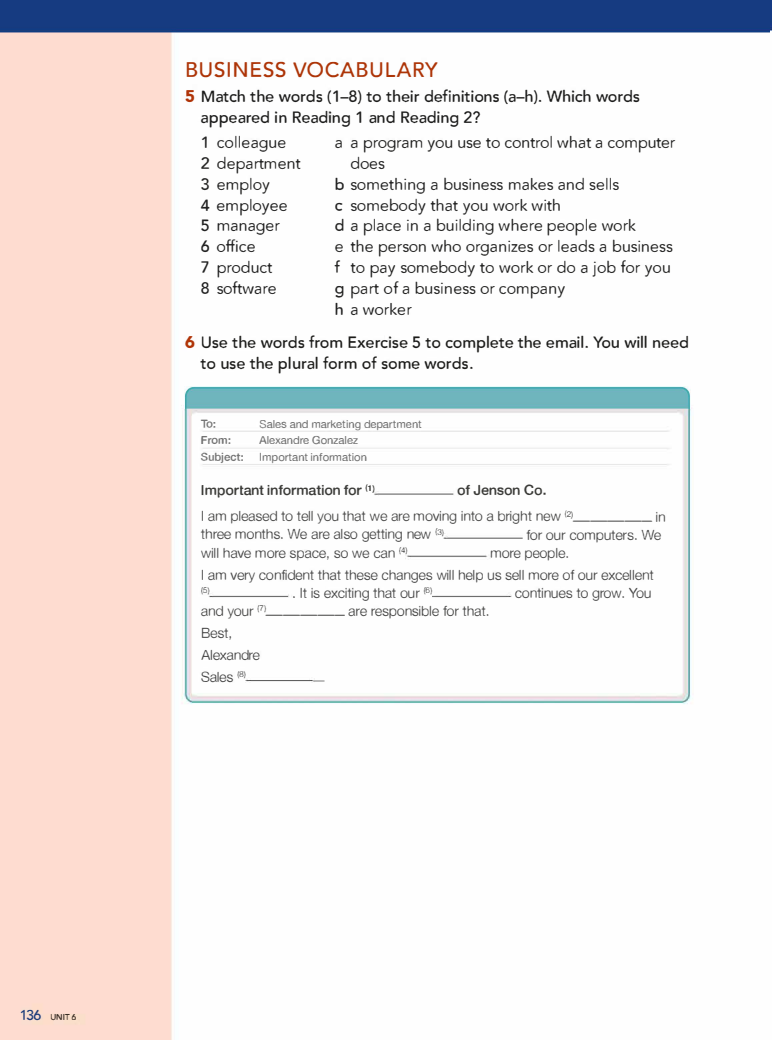 BUSINESS VOCABULARY
5 Match the words (1–8) to their definitions (a–h). Which words
appeared in Reading 1 and Reading 2?
1 colleague
2 department
3 employ
4 employee
5 manager
6 office
7 product
8 software
a a program you use to control what a computer
does
b something a business makes and sells
c somebody that you work with
d a place in a building where people work
e the person who organizes or leads a business
f to pay somebody to work or do a job for you
g part of a business or company
h a worker
6 Use the words from Exercise 5 to complete the email. You will need
to use the plural form of some words.
To: Sales and marketing department
From: Alexandre Gonzalez
Subject: Important information
Important information for (1)__________ of Jenson Co.
I am pleased to tell you that we are moving into a bright new (2)__________ in
three months. We are also getting new (3)__________ for our computers. We
will have more space, so we can (4)__________ more people.
I am very confident that these changes will help us sell more of our excellent
(5)__________ . It is exciting that our (6)__________ continues to grow. You
and your (7)__________ are responsible for that.
Best,
Alexandre
Sales (8)__________
136 UNIT 6